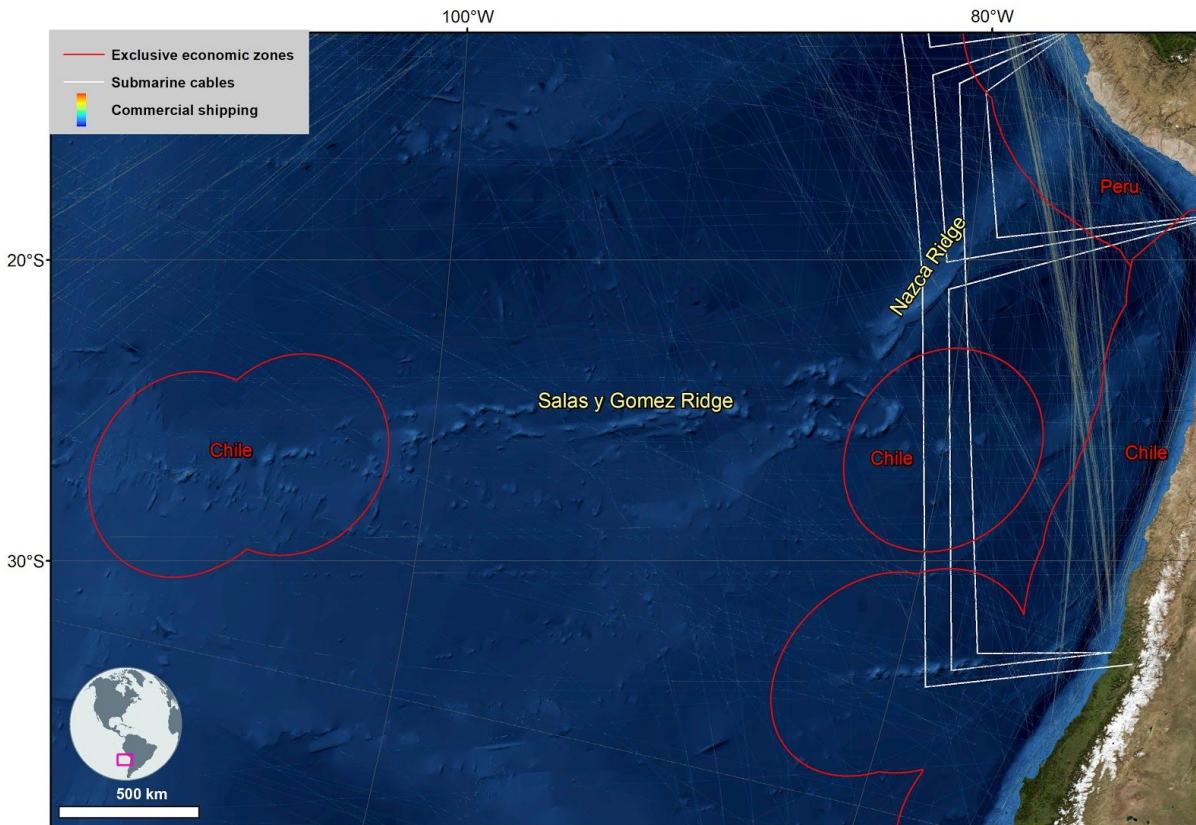 100°W
80°W
Exclusive economic zones
Submarine cables
Commercial shipping
Peru
20°S
Nazca Ridge
Salas y Gomez Ridge
Chile
Chile
Chile
30°S
500 km